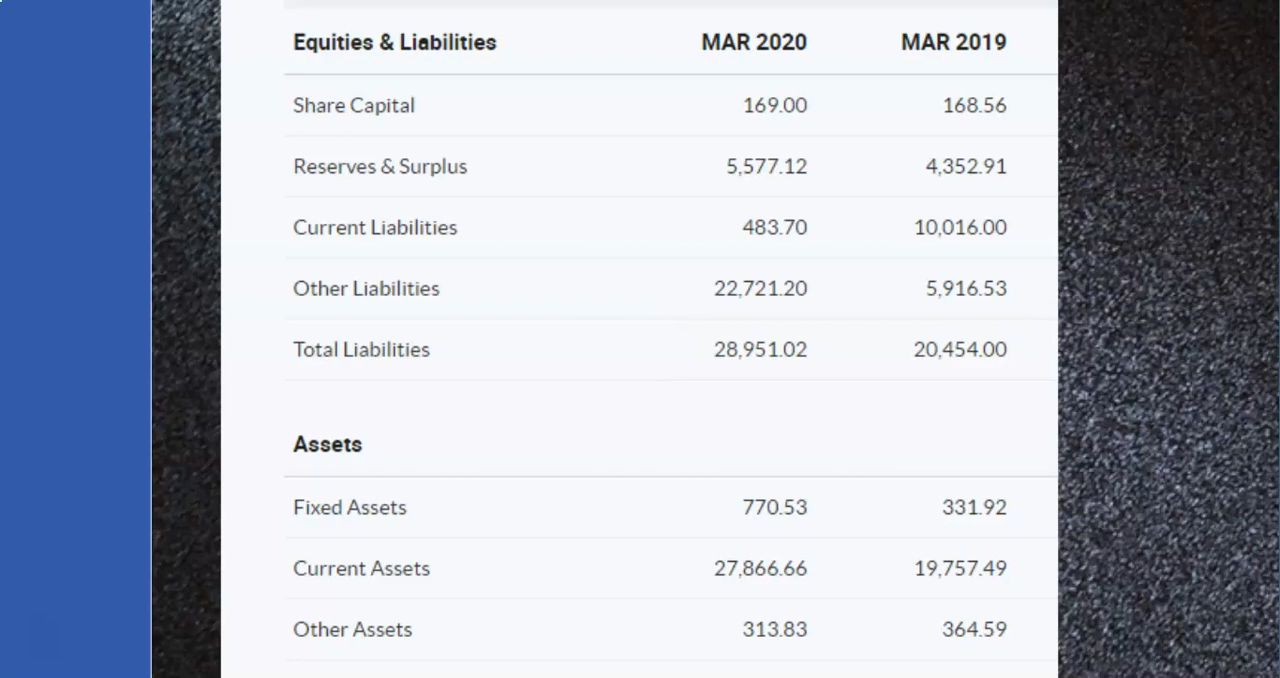 Equities & Liabilities MAR 2020 MAR 2019
Share Capital 169.00 168.56
Reserves & Surplus 5,577.12 4,352.91
Current Liabilities 483.70 10,016.00
Other Liabilities 22,721.20 5,916.53
Total Liabilities 28,951.02 20,454.00
Assets
Fixed Assets 770.53 331.92
Current Assets 27,866.66 19,757.49
Other Assets 313.83 364.59